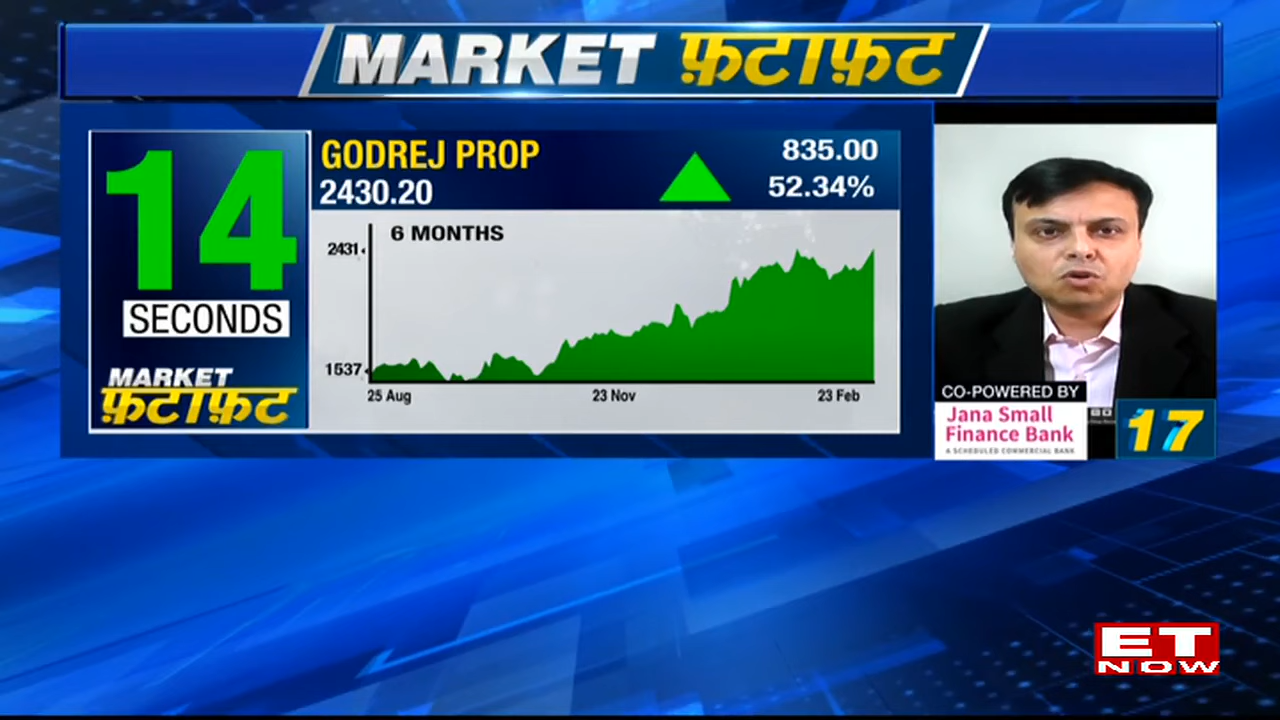 MARKET फ़टाफ़ट
14
SECONDS
MARKET
फ़टाफ़ट
GODREJ PROP
2430.20
835.00
52.34%
6 MONTHS
2431
1537
25 Aug
23 Nov
23 Feb
CO-POWERED BY
Jana Small
Finance Bank
A SCHEDULED COMMERCIAL BANK
17
ET
NOW